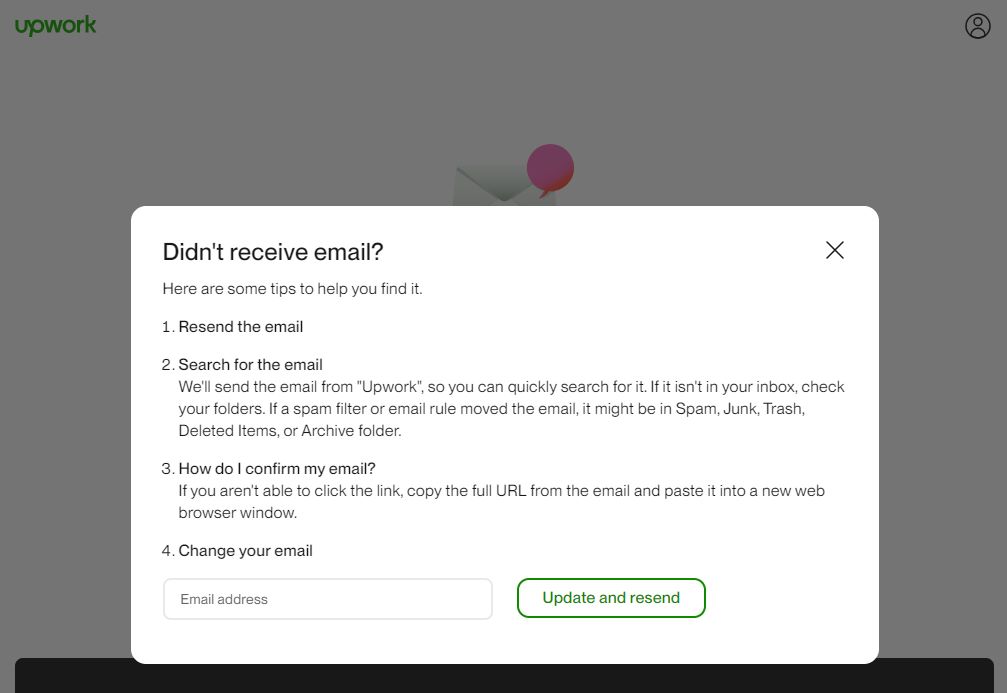 upwork
Didn't receive email?
Here are some tips to help you find it.
1. Resend the email
2. Search for the email
We'll send the email from "Upwork", so you can quickly search for it. If it isn't in your inbox, check
your folders. If a spam filter or email rule moved the email, it might be in Spam, Junk, Trash,
Deleted Items, or Archive folder.
3. How do I confirm my email?
If you aren't able to click the link, copy the full URL from the email and paste it into a new web
browser window.
4. Change your email
Email address
Update and resend